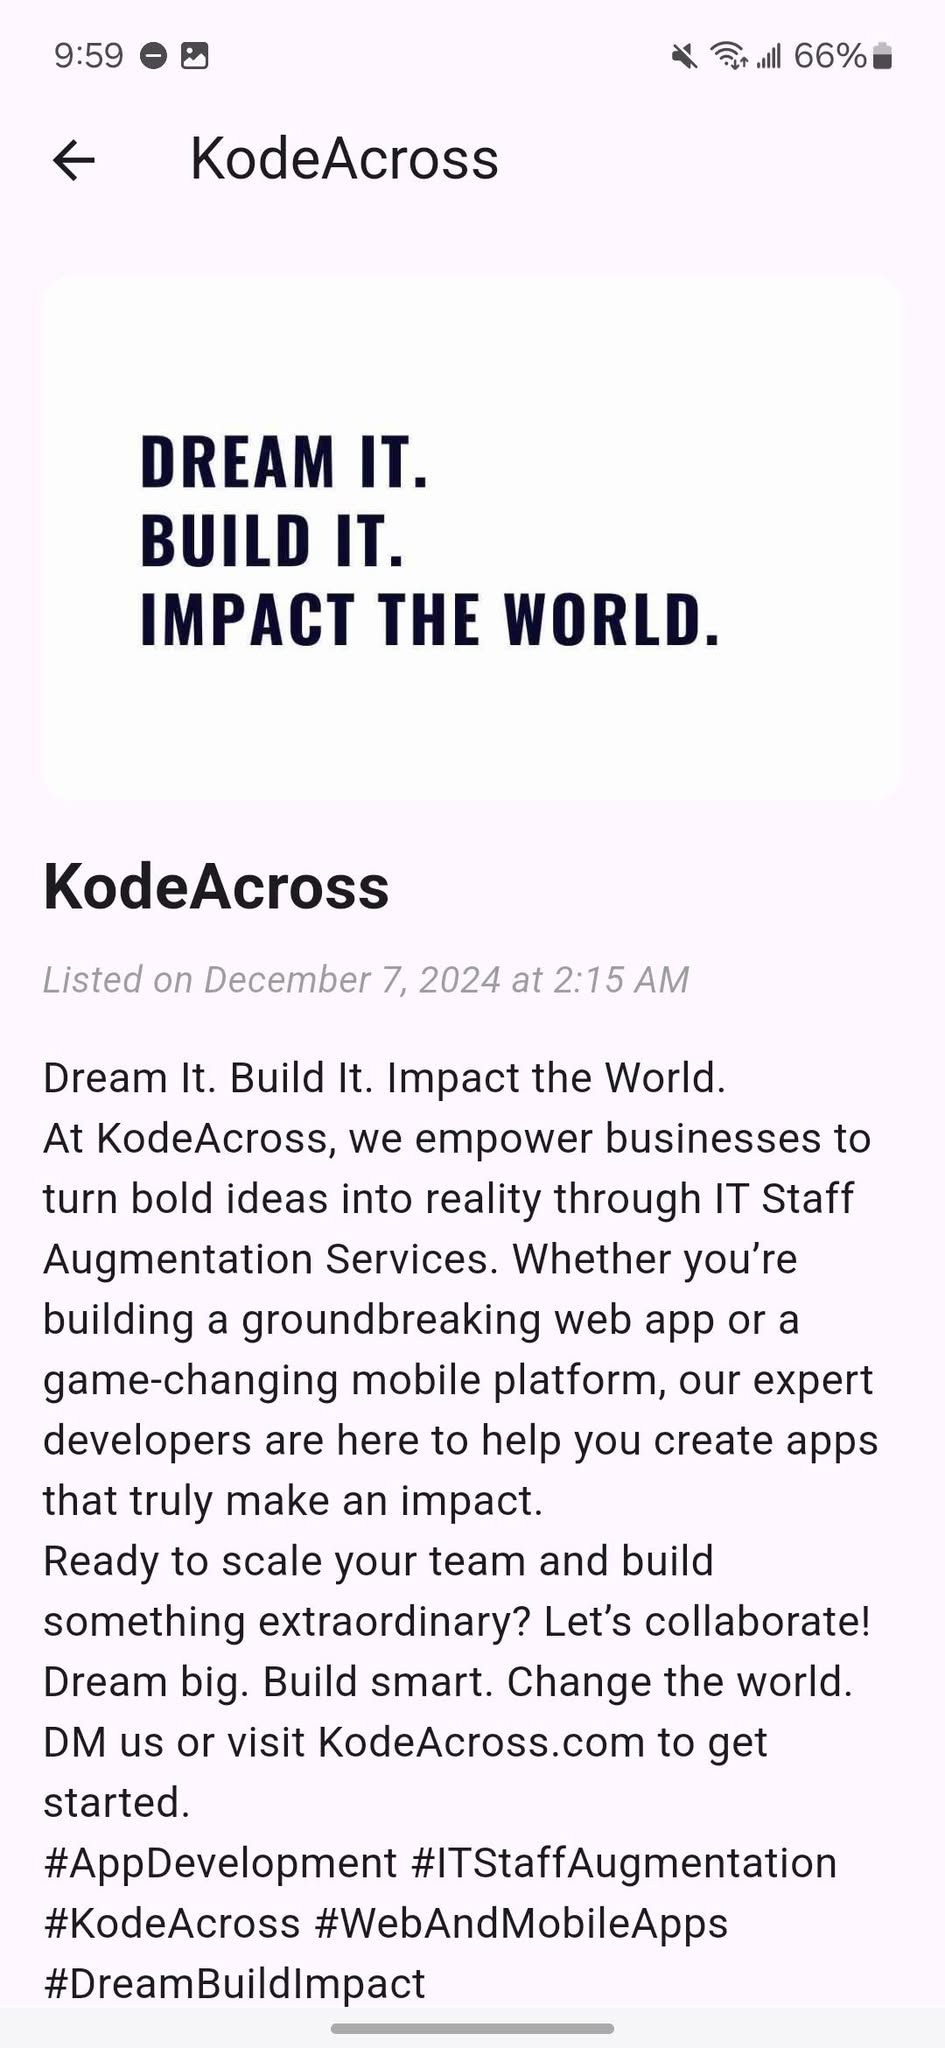 9:59
66%
KodeAcross
DREAM IT.
BUILD IT.
IMPACT THE WORLD.
KodeAcross
Listed on December 7, 2024 at 2:15 AM
Dream It. Build It. Impact the World.
At KodeAcross, we empower businesses to
turn bold ideas into reality through IT Staff
Augmentation Services. Whether you’re
building a groundbreaking web app or a
game-changing mobile platform, our expert
developers are here to help you create apps
that truly make an impact.
Ready to scale your team and build
something extraordinary? Let’s collaborate!
Dream big. Build smart. Change the world.
DM us or visit KodeAcross.com to get
started.
#AppDevelopment #ITStaffAugmentation
#KodeAcross #WebAndMobileApps
#DreamBuildImpact